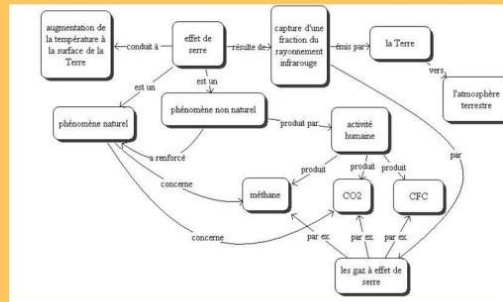 augmentation de
la température à
la surface de la
Terre
conduit à
effet de
serre
résulte de
capture d'une
fraction du
rayonnement
infrarouge
émis par
la Terre
vers
l'atmosphère
terrestre
est un
est un
phénomène naturel
phénomène non naturel
produit par
activité
humaine
a renforcé
produit
produit
produit
par
concerne
méthane
CO2
CFC
concerne
par ex.
par ex.
par ex.
les gaz à effet de
serre